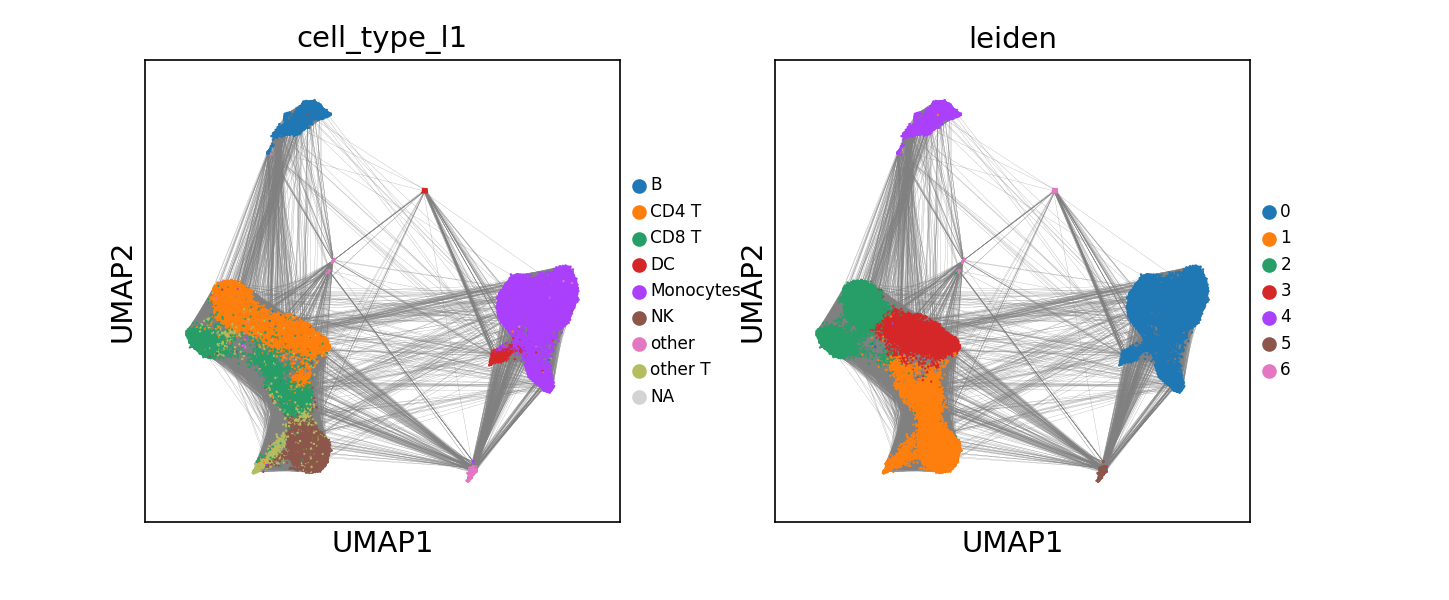 cell_type_l1
UMAP2
UMAP1
B
CD4 T
CD8 T
DC
Monocytes
NK
other
other T
NA
leiden
UMAP2
UMAP1
0
1
2
3
4
5
6